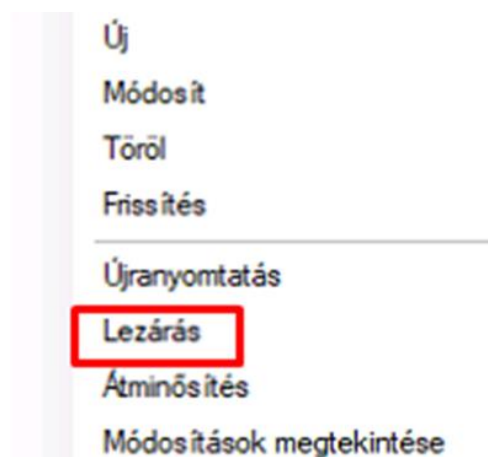 Új
Módosít
Töröl
Frissítés
Újranyomtatás
Lezárás
Átminősítés
Módosítások megtekintése